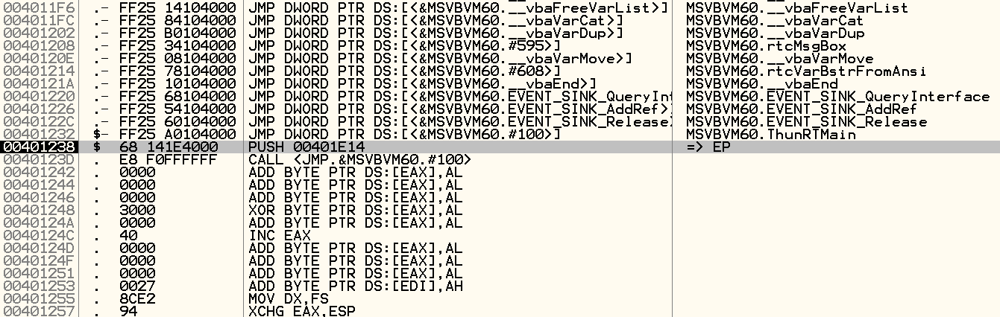 004011F6 .- FF25 14104000 JMP DWORD PTR DS:[<&MSVBVM60.__vbaFreeVarList>] MSVBVM60.__vbaFreeVarList
004011FC .- FF25 84104000 JMP DWORD PTR DS:[<&MSVBVM60.__vbaVarCat>] MSVBVM60.__vbaVarCat
00401202 .- FF25 B0104000 JMP DWORD PTR DS:[<&MSVBVM60.__vbaVarDup>] MSVBVM60.__vbaVarDup
00401208 .- FF25 34104000 JMP DWORD PTR DS:[<&MSVBVM60.#595>] MSVBVM60.rtcMsgBox
0040120E .- FF25 08104000 JMP DWORD PTR DS:[<&MSVBVM60.__vbaVarMove>] MSVBVM60.__vbaVarMove
00401214 .- FF25 78104000 JMP DWORD PTR DS:[<&MSVBVM60.#608>] MSVBVM60.rtcVarBstrFromAnsi
0040121A .- FF25 10104000 JMP DWORD PTR DS:[<&MSVBVM60.__vbaEnd>] MSVBVM60.__vbaEnd
00401220 .- FF25 68104000 JMP DWORD PTR DS:[<&MSVBVM60.EVENT_SINK_QueryInt MSVBVM60.EVENT_SINK_QueryInterface
00401226 .- FF25 54104000 JMP DWORD PTR DS:[<&MSVBVM60.EVENT_SINK_AddRef>] MSVBVM60.EVENT_SINK_AddRef
0040122C .- FF25 60104000 JMP DWORD PTR DS:[<&MSVBVM60.EVENT_SINK_Release> MSVBVM60.EVENT_SINK_Release
00401232 $- FF25 A0104000 JMP DWORD PTR DS:[<&MSVBVM60.#100>] MSVBVM60.ThunRTMain
00401238 $ 68 141E4000 PUSH 00401E14 => EP
0040123D . E8 F0FFFFFF CALL <JMP.&MSVBVM60.#100>
00401242 . 0000 ADD BYTE PTR DS:[EAX],AL
00401244 . 0000 ADD BYTE PTR DS:[EAX],AL
00401246 . 0000 ADD BYTE PTR DS:[EAX],AL
00401248 . 3000 XOR BYTE PTR DS:[EAX],AL
0040124A . 0000 ADD BYTE PTR DS:[EAX],AL
0040124C . 40 INC EAX
0040124D . 0000 ADD BYTE PTR DS:[EAX],AL
0040124F . 0000 ADD BYTE PTR DS:[EAX],AL
00401251 . 0000 ADD BYTE PTR DS:[EAX],AL
00401253 . 0027 ADD BYTE PTR DS:[EDI],AH
00401255 . 8CE2 MOV DX,FS
00401257 . 94 XCHG EAX,ESP